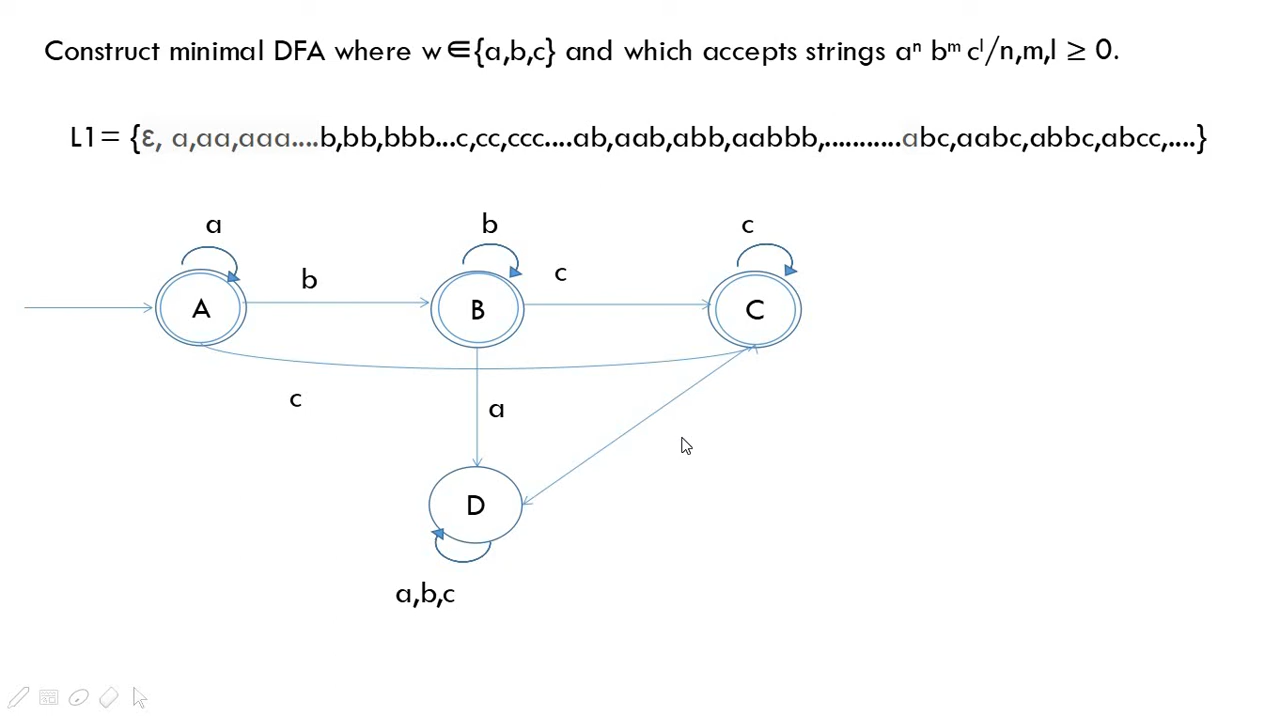 Construct minimal DFA where w∈{a,b,c} and which accepts strings aⁿ bᵐ cˡ/n,m,l ≥ 0.
L1= {ε, a,aa,aaa....b,bb,bbb...c,cc,ccc....ab,aab,abb,aabbb,...........abc,aabc,abbc,abcc,....}
a b c
b c
A B C
c a
D
a,b,c